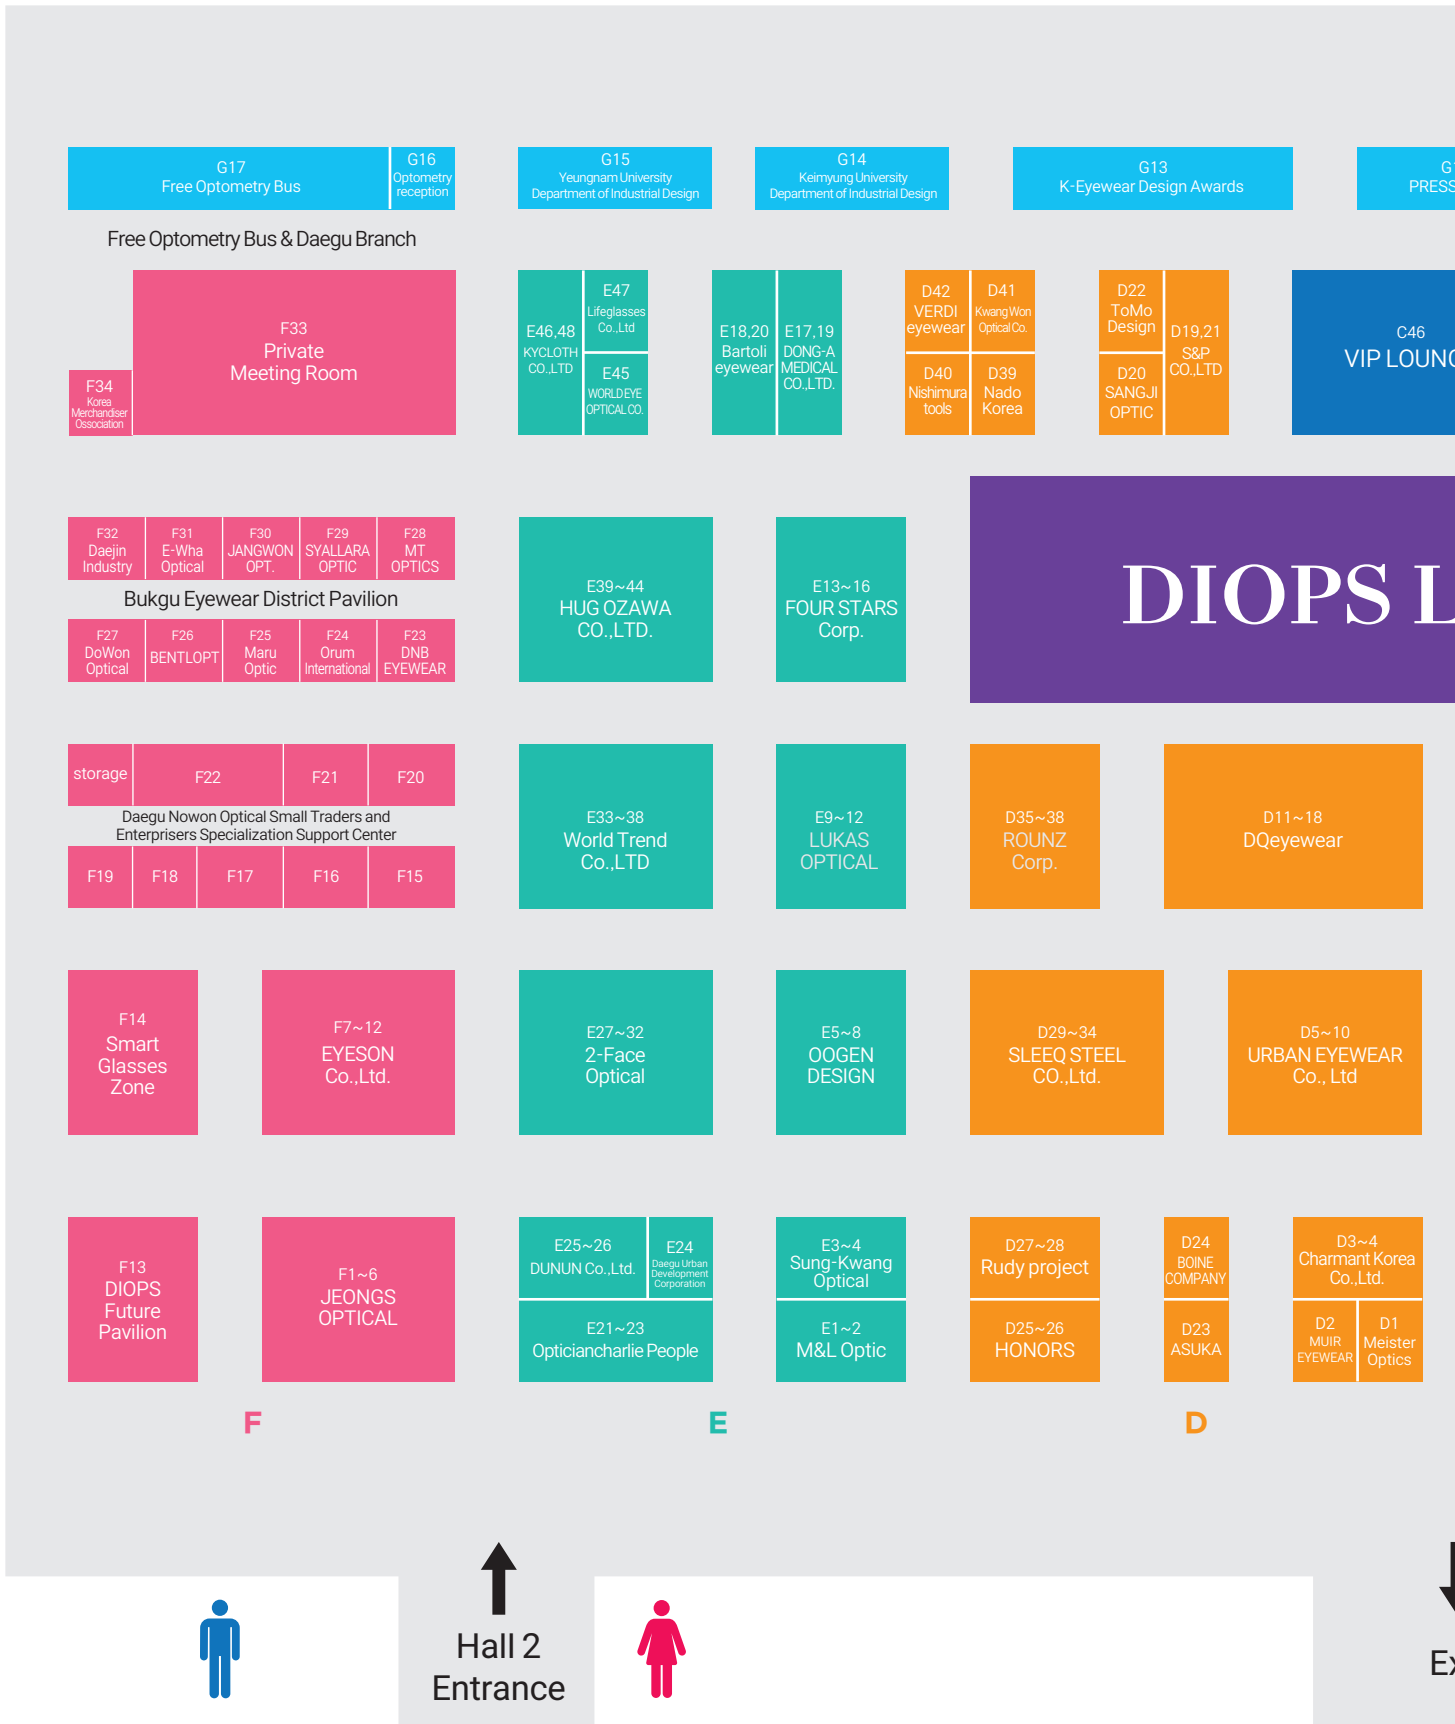 G17
Free Optometry Bus
G16
Optometry
reception
G15
Yeungnam University
Department of Industrial Design
G14
Keimyung University
Department of Industrial Design
G13
K-Eyewear Design Awards
G1
PRESS
Free Optometry Bus & Daegu Branch
F33
Private
Meeting Room
F34
Korea
Merchandiser
Ossociation
E46,48
KYCLOTH
CO.,LTD
E47
Lifeglasses
Co.,Ltd
E45
WORLD EYE
OPTICAL CO.
E18,20
Bartoli
eyewear
E17,19
DONG-A
MEDICAL
CO.,LTD.
D42
VERDI
eyewear
D41
Kwang Won
Optical Co.
D40
Nishimura
tools
D39
Nado
Korea
D22
ToMo
Design
D20
SANGJI
OPTIC
D19,21
S&P
CO.,LTD
C46
VIP LOUNG
F32
Daejin
Industry
F31
E-Wha
Optical
F30
JANGWON
OPT.
F29
SYALLARA
OPTIC
F28
MT
OPTICS
Bukgu Eyewear District Pavilion
F27
DoWon
Optical
F26
BENTLOPT
F25
Maru
Optic
F24
Orum
International
F23
DNB
EYEWEAR
E39~44
HUG OZAWA
CO.,LTD.
E13~16
FOUR STARS
Corp.
DIOPS L
storage
F22
F21
F20
Daegu Nowon Optical Small Traders and
Enterprisers Specialization Support Center
F19
F18
F17
F16
F15
E33~38
World Trend
Co.,LTD
E9~12
LUKAS
OPTICAL
D35~38
ROUNZ
Corp.
D11~18
DQeyewear
F14
Smart
Glasses
Zone
F7~12
EYESON
Co.,Ltd.
E27~32
2-Face
Optical
E5~8
OOGEN
DESIGN
D29~34
SLEEQ STEEL
CO.,Ltd.
D5~10
URBAN EYEWEAR
Co., Ltd
F13
DIOPS
Future
Pavilion
F1~6
JEONGS
OPTICAL
E25~26
DUNUN Co.,Ltd.
E24
Daegu Urban
Development
Corporation
E21~23
Opticiancharlie People
E3~4
Sung-Kwang
Optical
E1~2
M&L Optic
D27~28
Rudy project
D25~26
HONORS
D24
BOINE
COMPANY
D23
ASUKA
D3~4
Charmant Korea
Co.,Ltd.
D2
MUIR
EYEWEAR
D1
Meister
Optics
F
E
D
Hall 2
Entrance
Ex